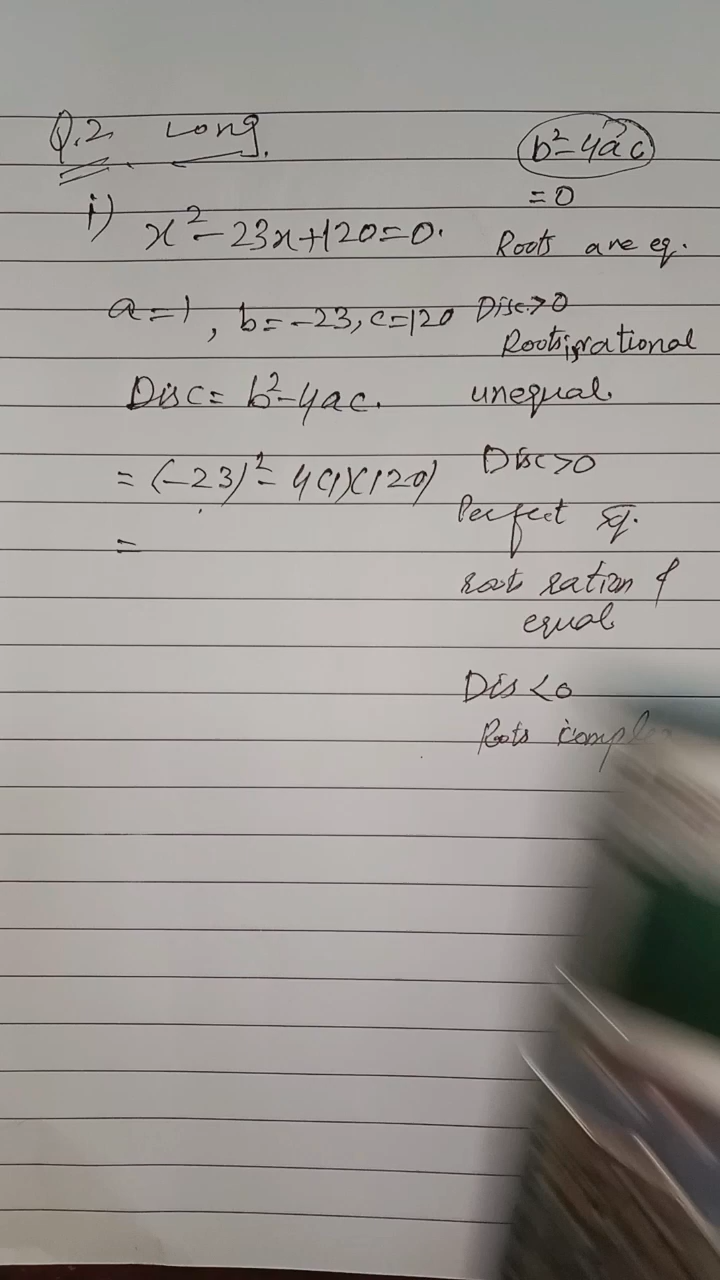 Q.2 Long.
i) x²-23x+120=0.
a=1, b=-23, c=120
Disc= b²-4ac.
= (-23)²- 4(1)(120)
=
b²-4ac
=0
Roots are eq.
Disc>0
Roots irrational
unequal
Disc>0
Perfect Sq.
root ration &
equal
Dis <0
Roots